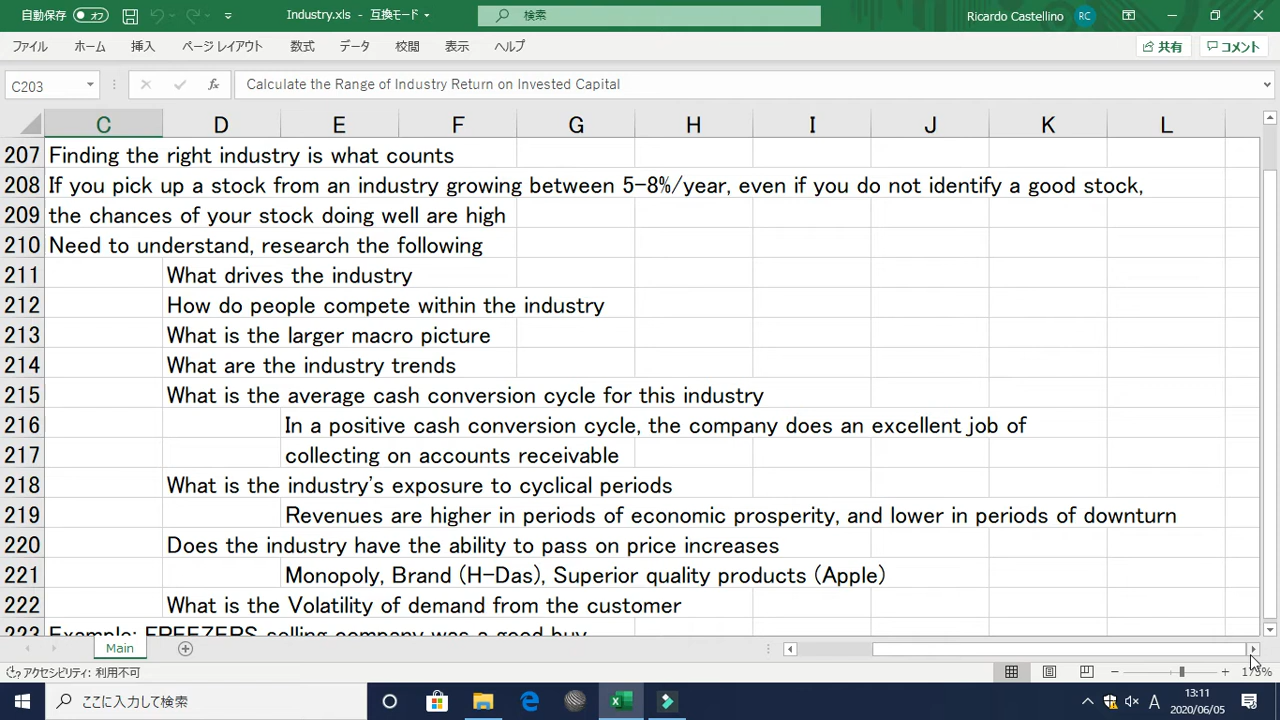 自動保存 オフ Industry.xls - 互換モード 検索 Ricardo Castellino RC
ファイル ホーム 挿入 ページ レイアウト 数式 データ 校閲 表示 ヘルプ 共有 コメント
C203 fx Calculate the Range of Industry Return on Invested Capital
C D E F G H I J K L
207 Finding the right industry is what counts
208 If you pick up a stock from an industry growing between 5-8%/year, even if you do not identify a good stock,
209 the chances of your stock doing well are high
210 Need to understand, research the following
211 What drives the industry
212 How do people compete within the industry
213 What is the larger macro picture
214 What are the industry trends
215 What is the average cash conversion cycle for this industry
216 In a positive cash conversion cycle, the company does an excellent job of
217 collecting on accounts receivable
218 What is the industry's exposure to cyclical periods
219 Revenues are higher in periods of economic prosperity, and lower in periods of downturn
220 Does the industry have the ability to pass on price increases
221 Monopoly, Brand (H-Das), Superior quality products (Apple)
222 What is the Volatility of demand from the customer
223 Example: FREEZERS selling company was a good buy
Main
アクセシビリティ: 利用不可 175%
ここに入力して検索 A 13:11
2020/06/05